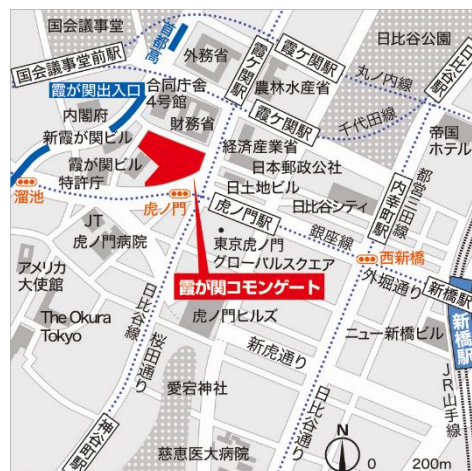 国会議事堂
国会議事堂前駅
首都高
外務省
霞ケ関駅
日比谷公園
丸ノ内線
日比谷駅
霞が関出入口
合同庁舎
4号館
農林水産省
霞ケ関駅
千代田線
内閣府
財務省
新霞が関ビル
経済産業省
帝国
ホテル
霞が関ビル
日本郵政公社
特許庁
日土地ビル
都営三田線
内幸町駅
溜池
虎ノ門
虎ノ門駅
日比谷シティ
JT
虎ノ門病院
銀座線
東京虎ノ門
グローバルスクエア
西新橋
アメリカ
大使館
霞が関コモンゲート
外堀通り
新橋駅
新橋駅
The Okura
Tokyo
日比谷線
桜田通り
虎ノ門ヒルズ
ニュー新橋ビル
新虎通り
愛宕神社
日比谷通り
JR山手線
神谷町駅
慈恵医大病院
N
0
200m